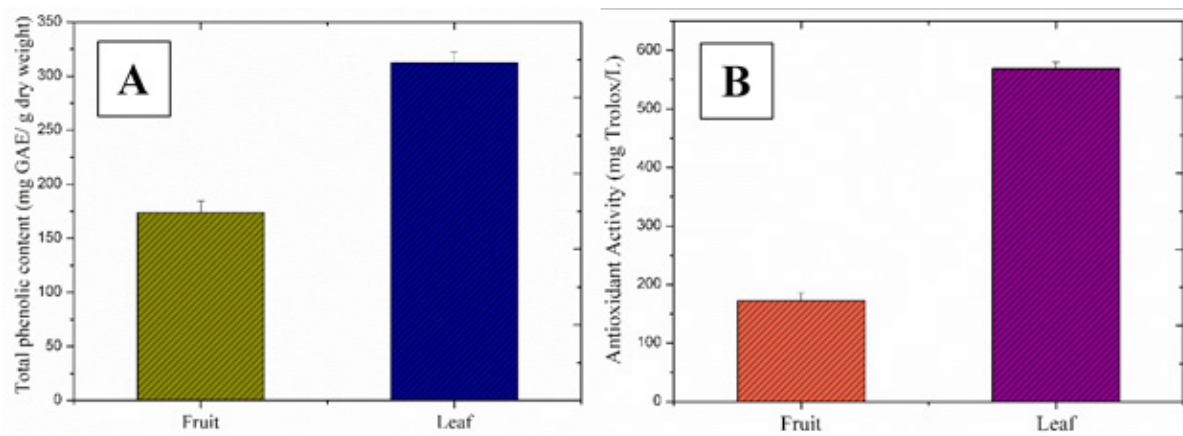 A
Total phenolic content (mg GAE/ g dry weight)
350
300
250
200
150
100
50
0
Fruit
Leaf
B
Antioxidant Activity (mg Trolox/L)
600
500
400
300
200
100
0
Fruit
Leaf